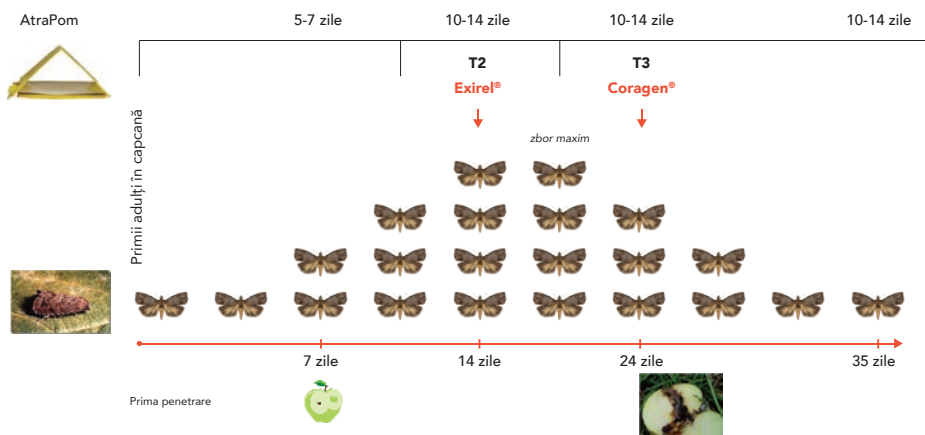 AtraPom
5-7 zile
10-14 zile
10-14 zile
10-14 zile
T2
T3
Exirel®
Coragen®
zbor maxim
Primii adulți în capcană
7 zile
14 zile
24 zile
35 zile
Prima penetrare